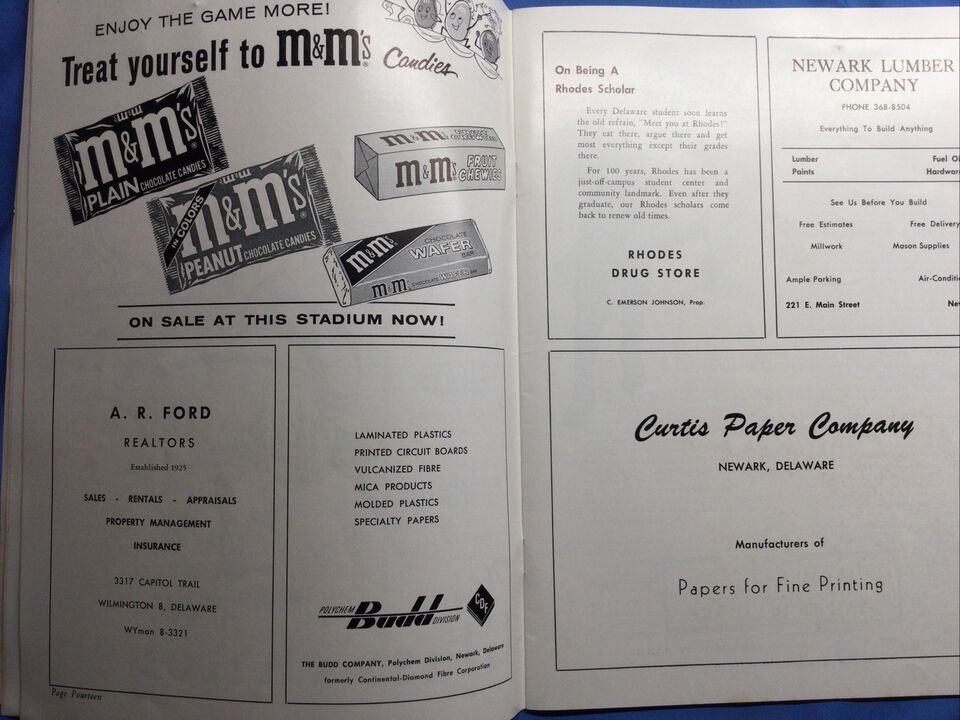 ENJOY THE GAME MORE!
Treat yourself to m&m's Candies
m&m's
PLAIN CHOCOLATE CANDIES
m&m's
IN COLORS
PEANUT CHOCOLATE CANDIES
m&m's
m&m's FRUIT
CHEWIES
m&m's CHOCOLATE
WAFER
BAR
m&m's CHOCOLATE WAFER BAR
ON SALE AT THIS STADIUM NOW!
A. R. FORD
REALTORS
Established 1925
SALES - RENTALS - APPRAISALS
PROPERTY MANAGEMENT
INSURANCE
3317 CAPITOL TRAIL
WILMINGTON 8, DELAWARE
WYman 8-3321
LAMINATED PLASTICS
PRINTED CIRCUIT BOARDS
VULCANIZED FIBRE
MICA PRODUCTS
MOLDED PLASTICS
SPECIALTY PAPERS
POLYCHEM Budd DIVISION CDF
THE BUDD COMPANY, Polychem Division, Newark, Delaware
formerly Continental-Diamond Fibre Corporation
Page Fourteen
On Being A
Rhodes Scholar
Every Delaware student soon learns
the old refrain, "Meet you at Rhodes!"
They eat there, argue there and get
most everything except their grades
there.
For 100 years, Rhodes has been a
just-off-campus student center and
community landmark. Even after they
graduate, our Rhodes scholars come
back to renew old times.
RHODES
DRUG STORE
C. EMERSON JOHNSON, Prop.
NEWARK LUMBER
COMPANY
PHONE 368-8504
Everything To Build Anything
Lumber Fuel Oi
Paints Hardwar
See Us Before You Build
Free Estimates Free Delivery
Millwork Mason Supplies
Ample Parking Air-Conditi
221 E. Main Street Ne
Curtis Paper Company
NEWARK, DELAWARE
Manufacturers of
Papers for Fine Printing